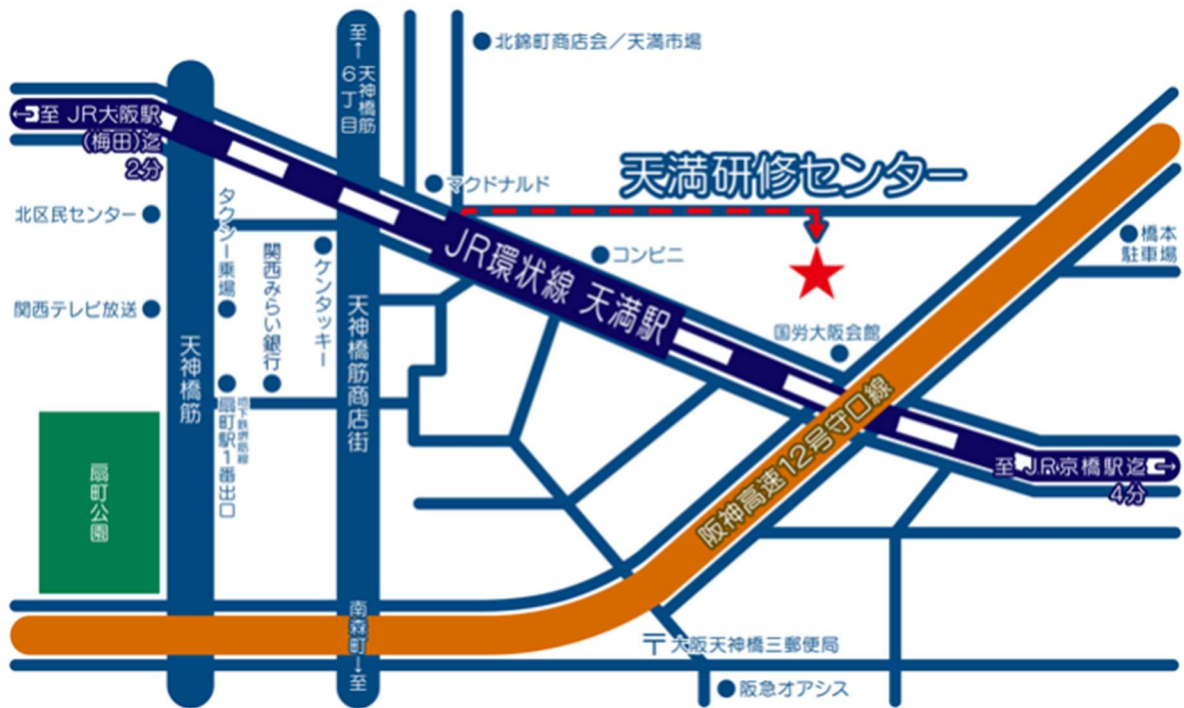 北錦町商店会/天満市場
至↑
天神橋筋
6丁目
←至 JR大阪駅
(梅田)迄
2分
天満研修センター
マクドナルド
北区民センター
タクシー乗場
関西みらい銀行
ケンタッキー
JR環状線 天満駅
コンビニ
橋本
駐車場
関西テレビ放送
天神橋筋
天神橋筋商店街
国労大阪会館
地下鉄堺筋線
扇町駅1番出口
阪神高速12号守口線
至 JR京橋駅迄→
4分
扇町公園
南森町←至
〒大阪天神橋三郵便局
阪急オアシス